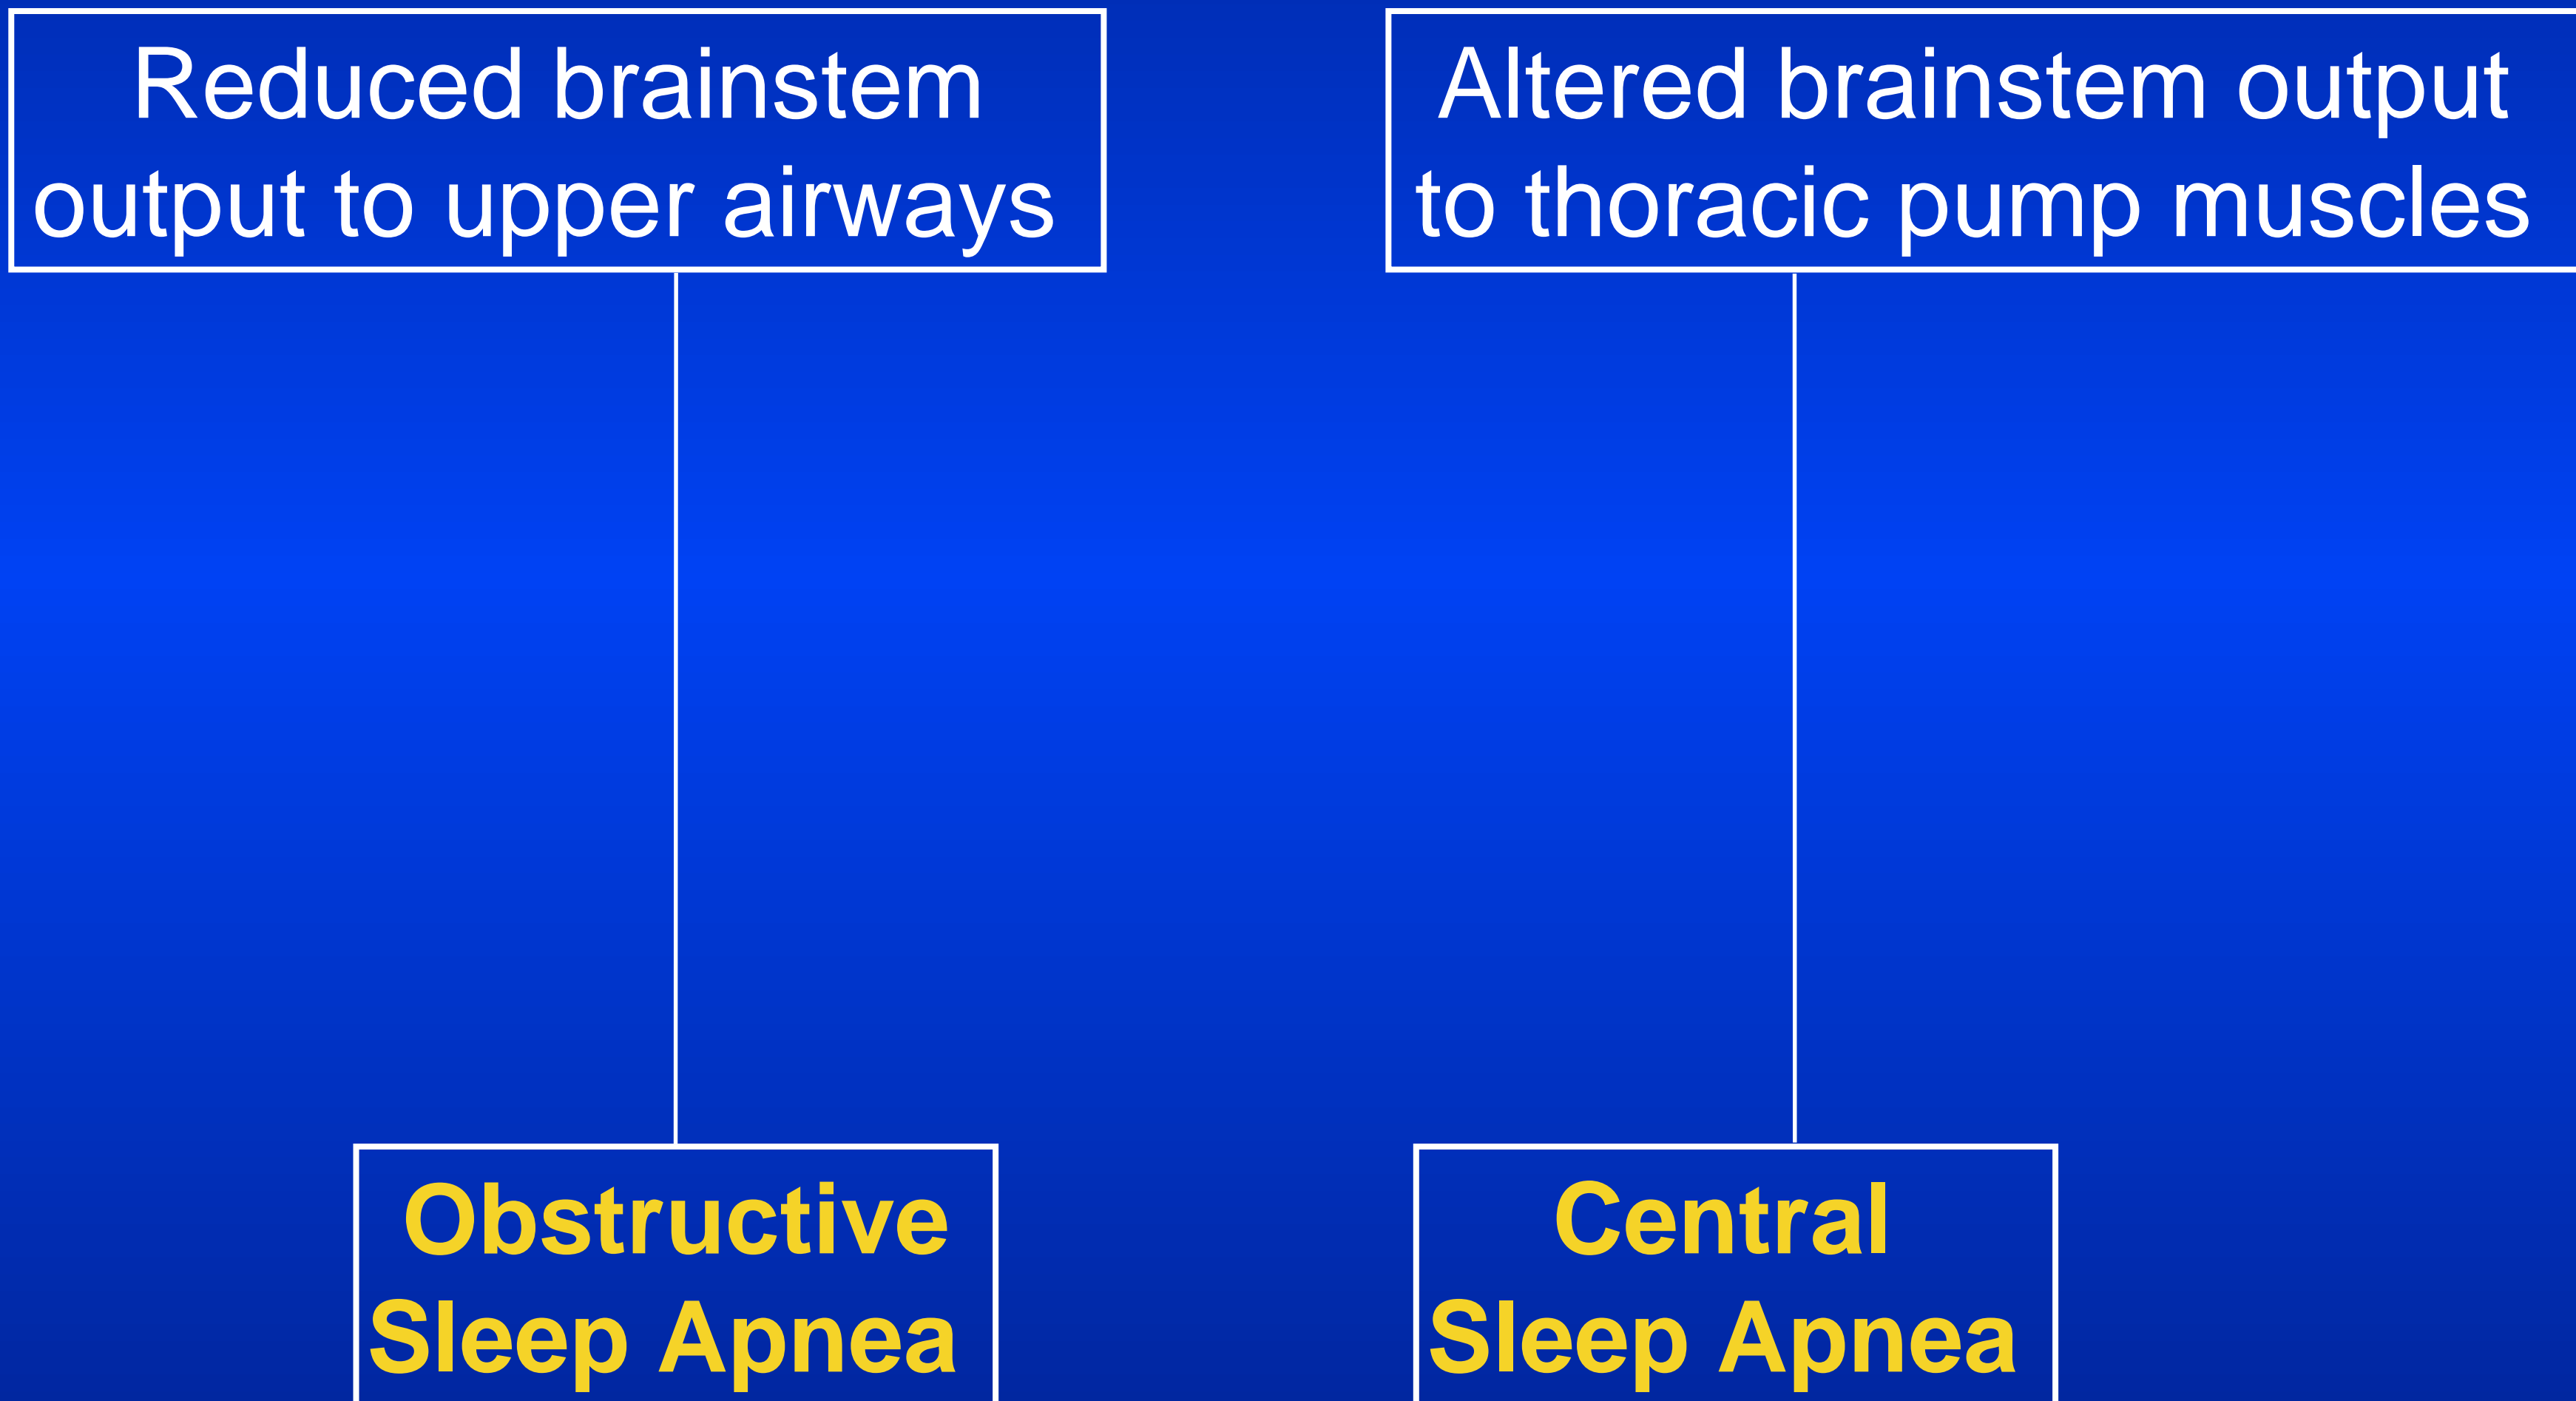 Reduced brainstem
output to upper airways
Altered brainstem output
to thoracic pump muscles
Obstructive
Sleep Apnea
Central
Sleep Apnea